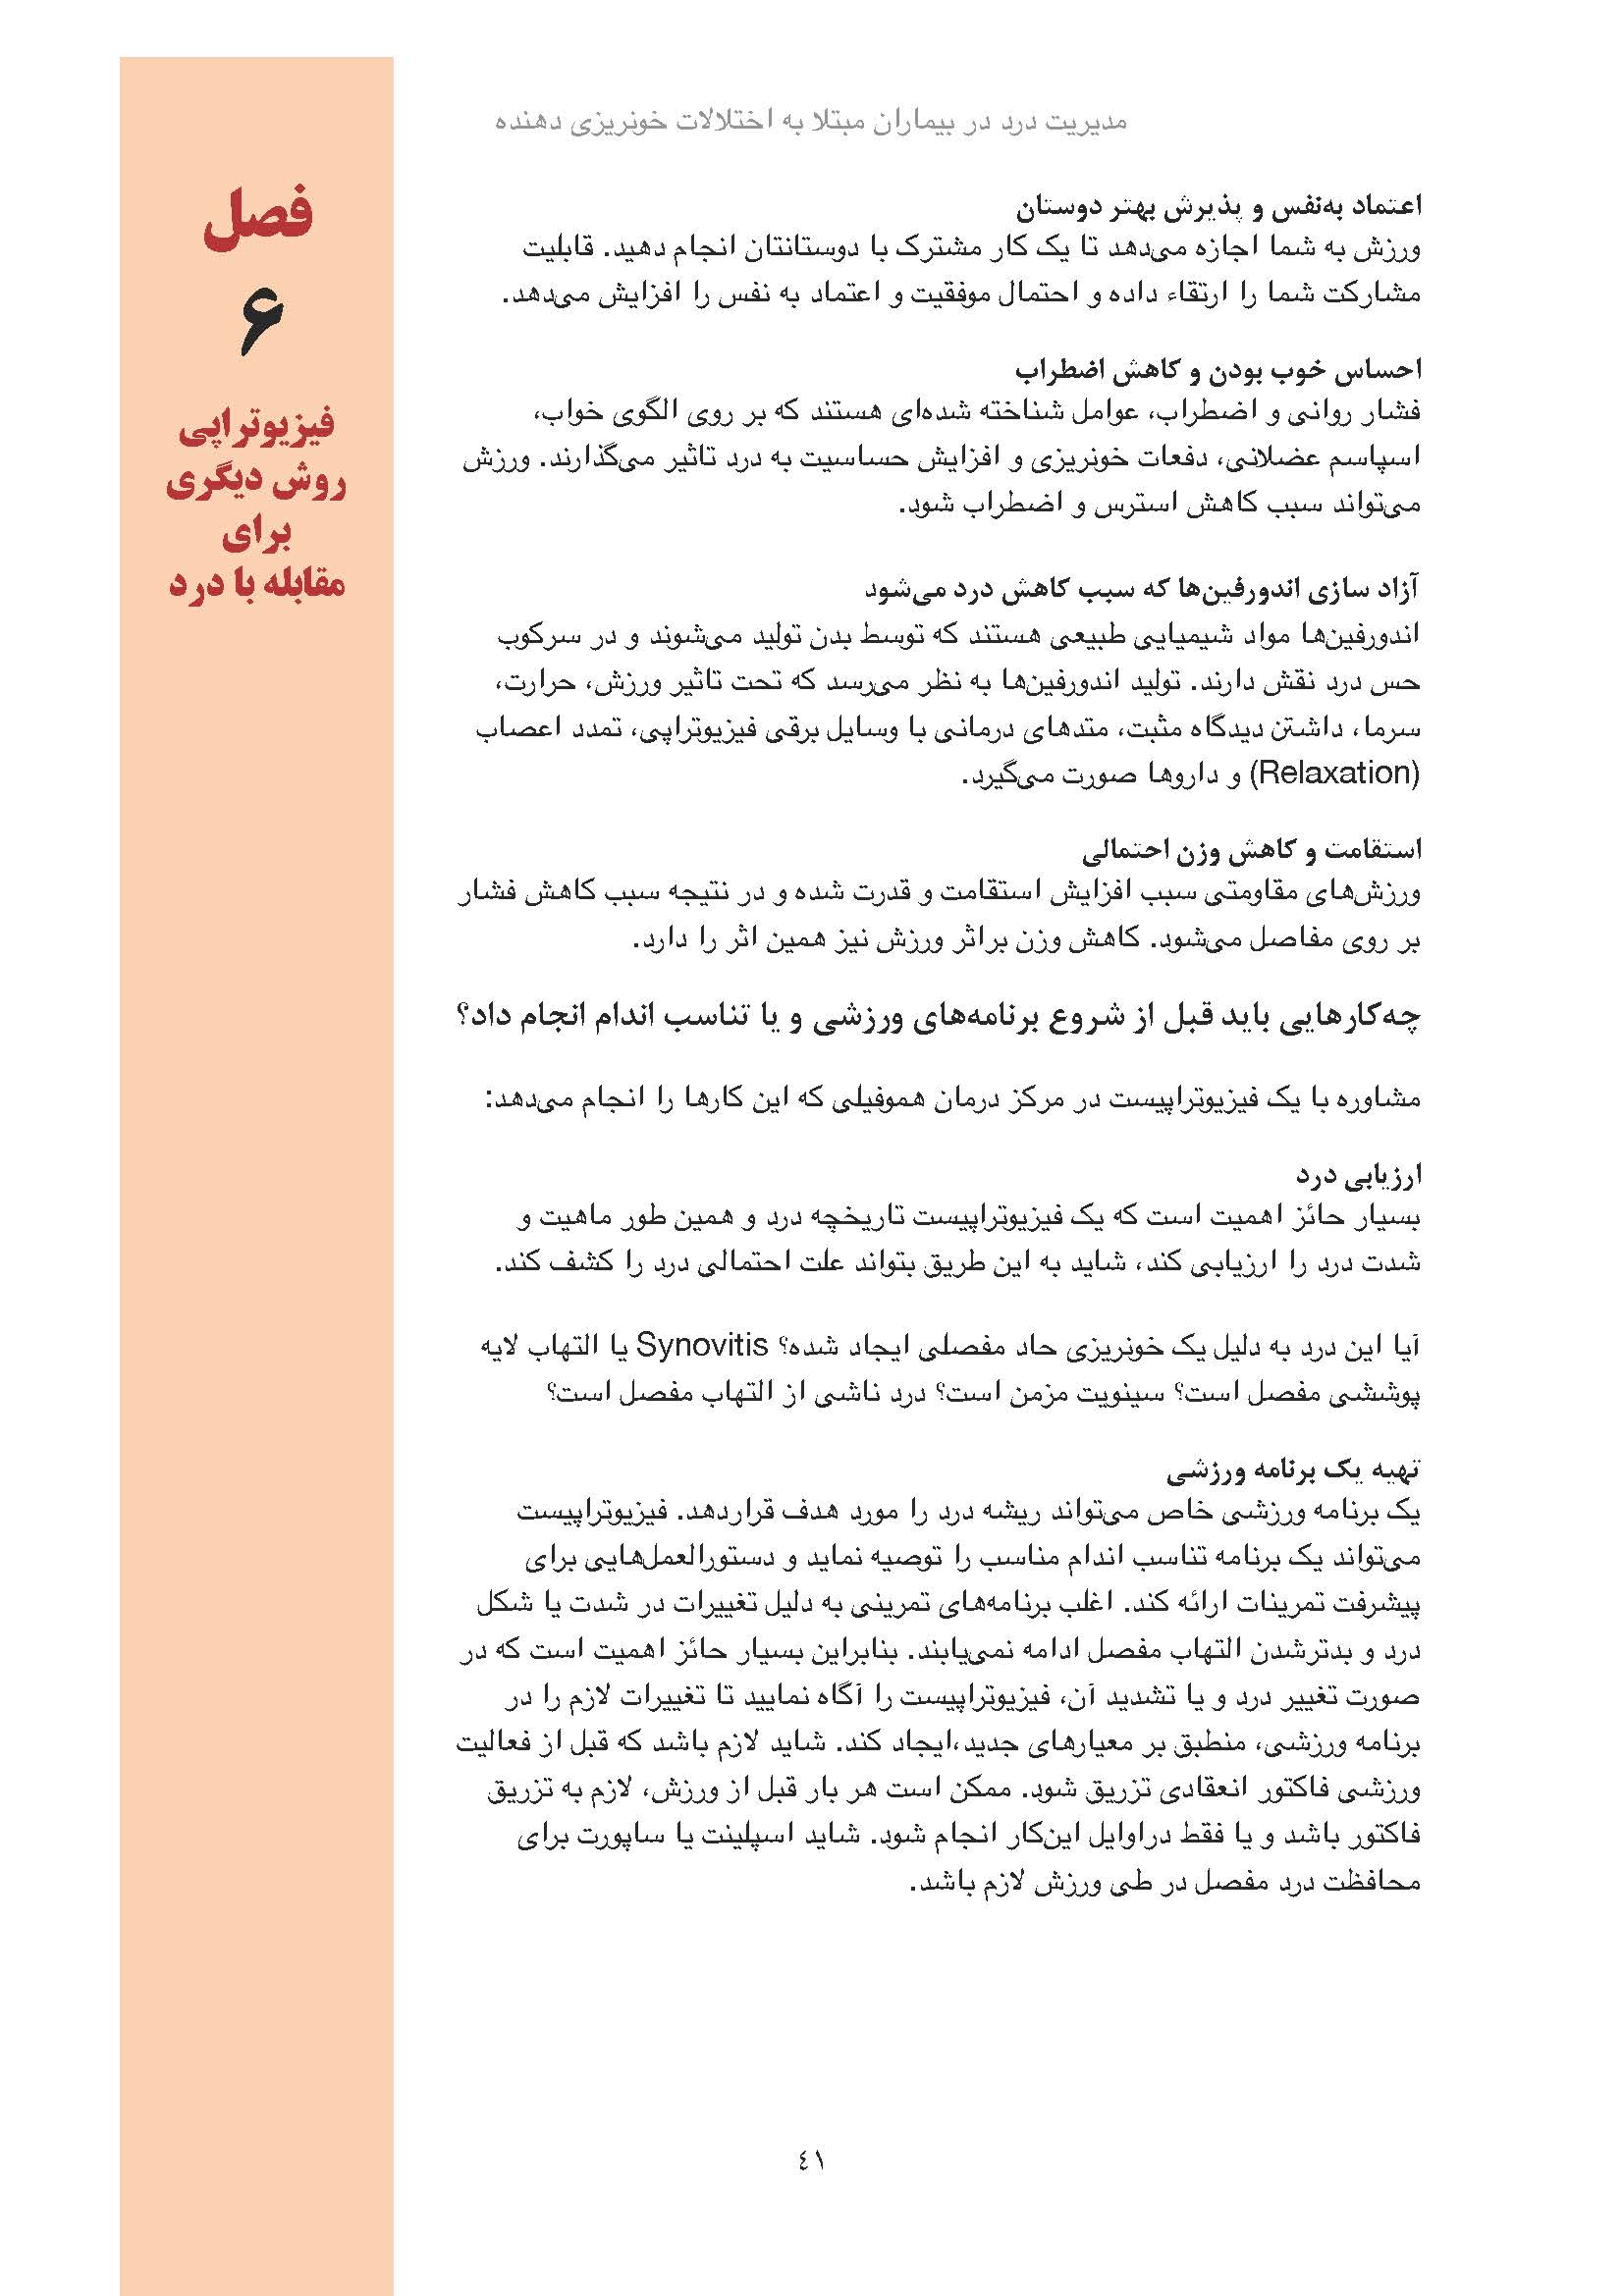 مدیریت درد در بیماران مبتلا به اختلالات خونریزی دهنده
فصل
۶
فیزیوتراپی
روش دیگری
برای
مقابله با درد
اعتماد به‌نفس و پذیرش بهتر دوستان
ورزش به شما اجازه می‌دهد تا یک کار مشترک با دوستانتان انجام دهید. قابلیت
مشارکت شما را ارتقاء داده و احتمال موفقیت و اعتماد به نفس را افزایش می‌دهد.
احساس خوب بودن و کاهش اضطراب
فشار روانی و اضطراب، عوامل شناخته شده‌ای هستند که بر روی الگوی خواب،
اسپاسم عضلانی، دفعات خونریزی و افزایش حساسیت به درد تاثیر می‌گذارند. ورزش
می‌تواند سبب کاهش استرس و اضطراب شود.
آزاد سازی اندورفین‌ها که سبب کاهش درد می‌شود
اندورفین‌ها مواد شیمیایی طبیعی هستند که توسط بدن تولید می‌شوند و در سرکوب
حس درد نقش دارند. تولید اندورفین‌ها به نظر می‌رسد که تحت تاثیر ورزش، حرارت،
سرما، داشتن دیدگاه مثبت، متدهای درمانی با وسایل برقی فیزیوتراپی، تمدد اعصاب
(Relaxation) و داروها صورت می‌گیرد.
استقامت و کاهش وزن احتمالی
ورزش‌های مقاومتی سبب افزایش استقامت و قدرت شده و در نتیجه سبب کاهش فشار
بر روی مفاصل می‌شود. کاهش وزن براثر ورزش نیز همین اثر را دارد.
چه‌کارهایی باید قبل از شروع برنامه‌های ورزشی و یا تناسب اندام انجام داد؟
مشاوره با یک فیزیوتراپیست در مرکز درمان هموفیلی که این کارها را انجام می‌دهد:
ارزیابی درد
بسیار حائز اهمیت است که یک فیزیوتراپیست تاریخچه درد و همین طور ماهیت و
شدت درد را ارزیابی کند، شاید به این طریق بتواند علت احتمالی درد را کشف کند.
آیا این درد به دلیل یک خونریزی حاد مفصلی ایجاد شده؟ Synovitis یا التهاب لایه
پوششی مفصل است؟ سینویت مزمن است؟ درد ناشی از التهاب مفصل است؟
تهیه یک برنامه ورزشی
یک برنامه ورزشی خاص می‌تواند ریشه درد را مورد هدف قراردهد. فیزیوتراپیست
می‌تواند یک برنامه تناسب اندام مناسب را توصیه نماید و دستورالعمل‌هایی برای
پیشرفت تمرینات ارائه کند. اغلب برنامه‌های تمرینی به دلیل تغییرات در شدت یا شکل
درد و بدترشدن التهاب مفصل ادامه نمی‌یابند. بنابراین بسیار حائز اهمیت است که در
صورت تغییر درد و یا تشدید آن، فیزیوتراپیست را آگاه نمایید تا تغییرات لازم را در
برنامه ورزشی، منطبق بر معیارهای جدید،ایجاد کند. شاید لازم باشد که قبل از فعالیت
ورزشی فاکتور انعقادی تزریق شود. ممکن است هر بار قبل از ورزش، لازم به تزریق
فاکتور باشد و یا فقط دراوایل این‌کار انجام شود. شاید اسپلینت یا ساپورت برای
محافظت درد مفصل در طی ورزش لازم باشد.
٤١